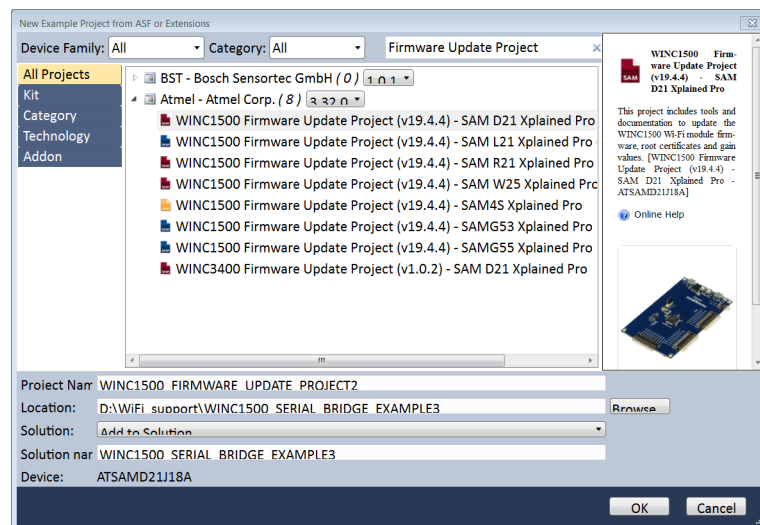 New Example Project from ASF or Extensions
Device Family: All Category: All Firmware Update Project
All Projects
Kit
Category
Technology
Addon
BST - Bosch Sensortec GmbH ( 0 ) 1.0.1
Atmel - Atmel Corp. ( 8 ) 3.32.0
WINC1500 Firmware Update Project (v19.4.4) - SAM D21 Xplained Pro
WINC1500 Firmware Update Project (v19.4.4) - SAM L21 Xplained Pro (
WINC1500 Firmware Update Project (v19.4.4) - SAM R21 Xplained Pro
WINC1500 Firmware Update Project (v19.4.4) - SAM W25 Xplained Prc
WINC1500 Firmware Update Project (v19.4.4) - SAM4S Xplained Pro
WINC1500 Firmware Update Project (v19.4.4) - SAMG53 Xplained Pro
WINC1500 Firmware Update Project (v19.4.4) - SAMG55 Xplained Pro
WINC3400 Firmware Update Project (v1.0.2) - SAM D21 Xplained Pro
SAM
WINC1500 Firm-
ware Update Project
(v19.4.4) - SAM
D21 Xplained Pro
This project includes tools and
documentation to update the
WINC1500 Wi-Fi module firm-
ware, root certificates and gain
values. [WINC1500 Firmware
Update Project (v19.4.4) -
SAM D21 Xplained Pro -
ATSAMD21J18A]
Online Help
Project Nam WINC1500_FIRMWARE_UPDATE_PROJECT2
Location: D:\WiFi_support\WINC1500_SERIAL_BRIDGE_EXAMPLE3 Browse...
Solution: Add to Solution
Solution nar WINC1500_SERIAL_BRIDGE_EXAMPLE3
Device: ATSAMD21J18A
OK Cancel